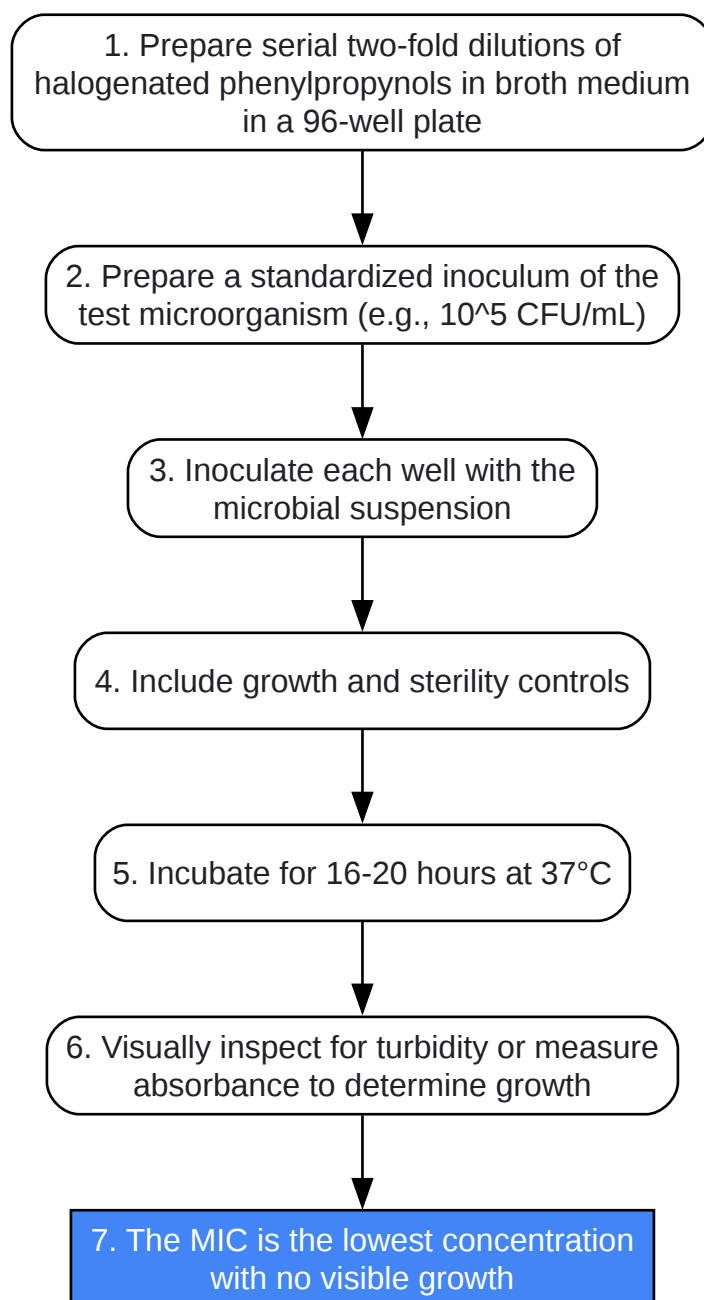 1. Prepare serial two-fold dilutions of
halogenated phenylpropynols in broth medium
in a 96-well plate
2. Prepare a standardized inoculum of the
test microorganism (e.g., 10^5 CFU/mL)
3. Inoculate each well with the
microbial suspension
4. Include growth and sterility controls
5. Incubate for 16-20 hours at 37°C
6. Visually inspect for turbidity or measure
absorbance to determine growth
7. The MIC is the lowest concentration
with no visible growth